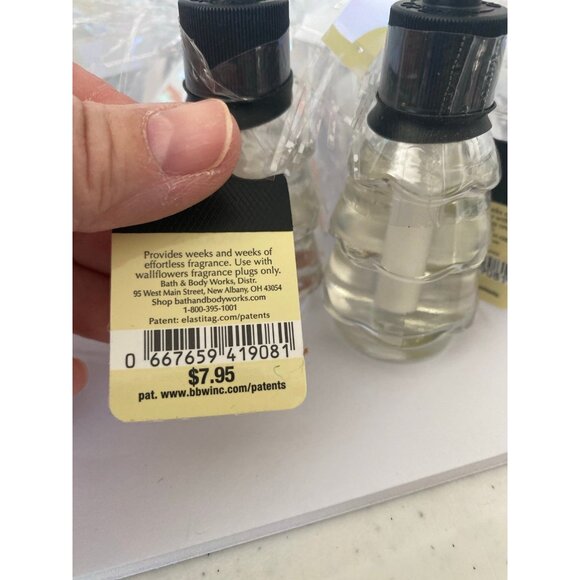 Provides weeks and weeks of
effortless fragrance. Use with
wallflowers fragrance plugs only.
Bath & Body Works, Distr.
95 West Main Street, New Albany, OH 43054
Shop bathandbodyworks.com
1-800-395-1001
Patent: elastitag.com/patents
0 667659 419081
$7.95
pat. www.bbwinc.com/patents